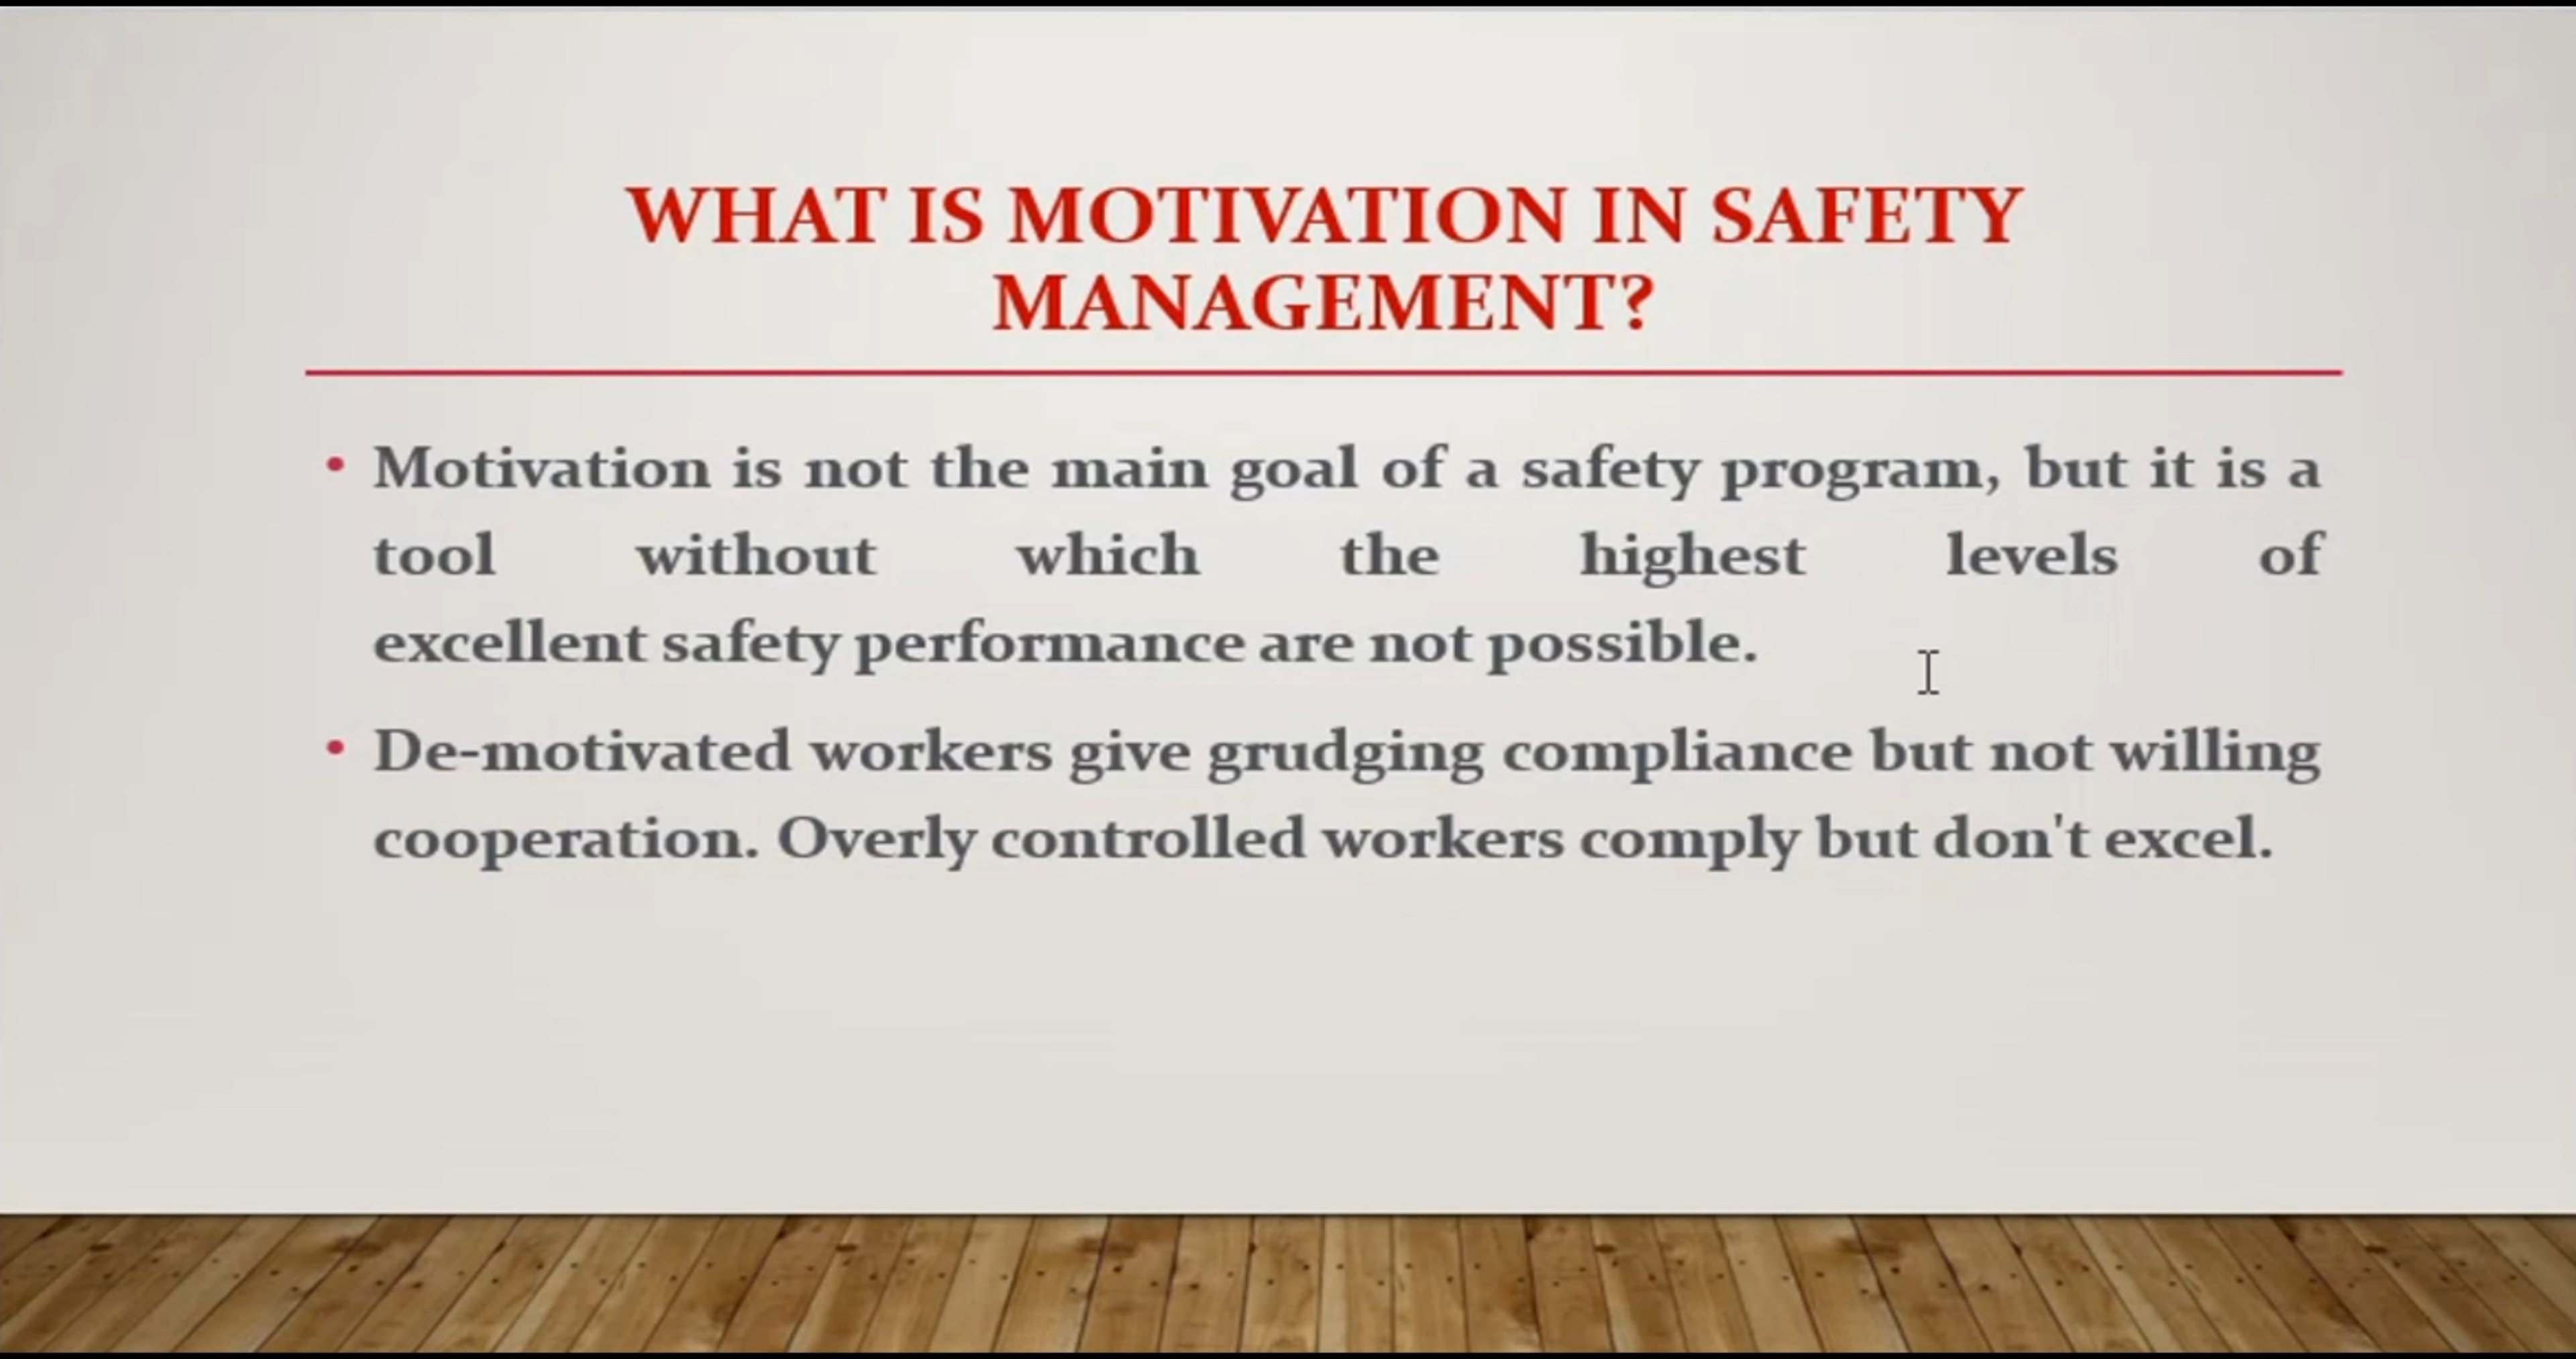 WHAT IS MOTIVATION IN SAFETY
MANAGEMENT?
• Motivation is not the main goal of a safety program, but it is a
tool without which the highest levels of
excellent safety performance are not possible.
• De-motivated workers give grudging compliance but not willing
cooperation. Overly controlled workers comply but don't excel.